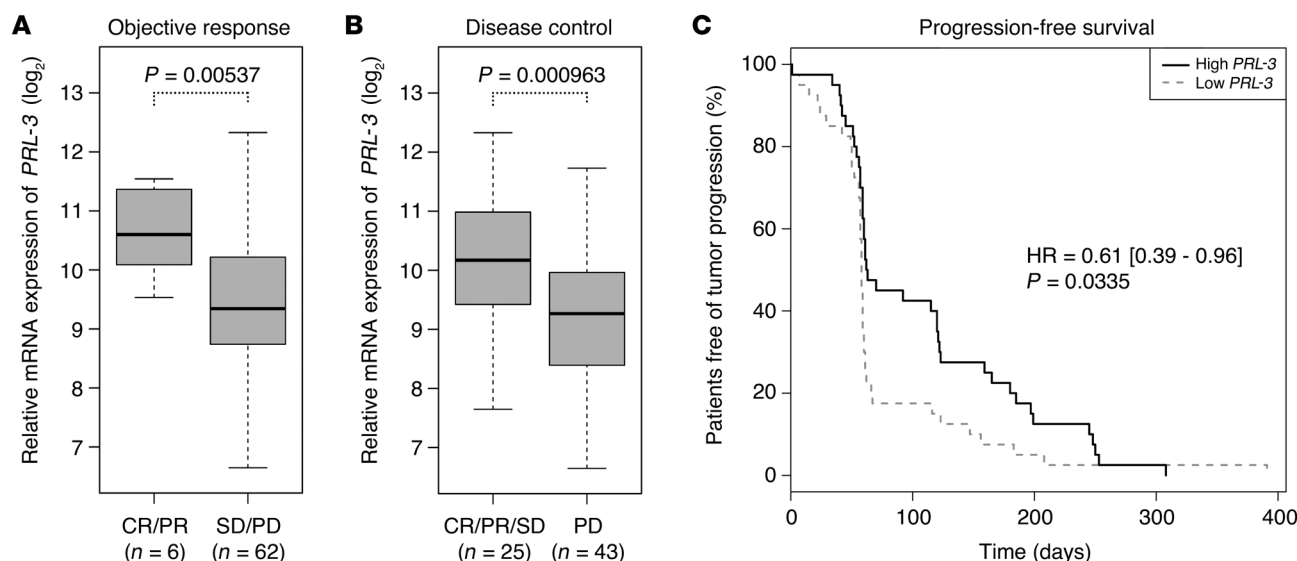 A
Objective response
Relative mRNA expression of PRL-3 (log2)
P = 0.00537
13
12
11
10
9
8
7
CR/PR
(n = 6)
SD/PD
(n = 62)
B
Disease control
Relative mRNA expression of PRL-3 (log2)
P = 0.000963
13
12
11
10
9
8
7
CR/PR/SD
(n = 25)
PD
(n = 43)
C
Progression-free survival
Patients free of tumor progression (%)
100
80
60
40
20
0
High PRL-3
Low PRL-3
HR = 0.61 [0.39 - 0.96]
P = 0.0335
0
100
200
300
400
Time (days)